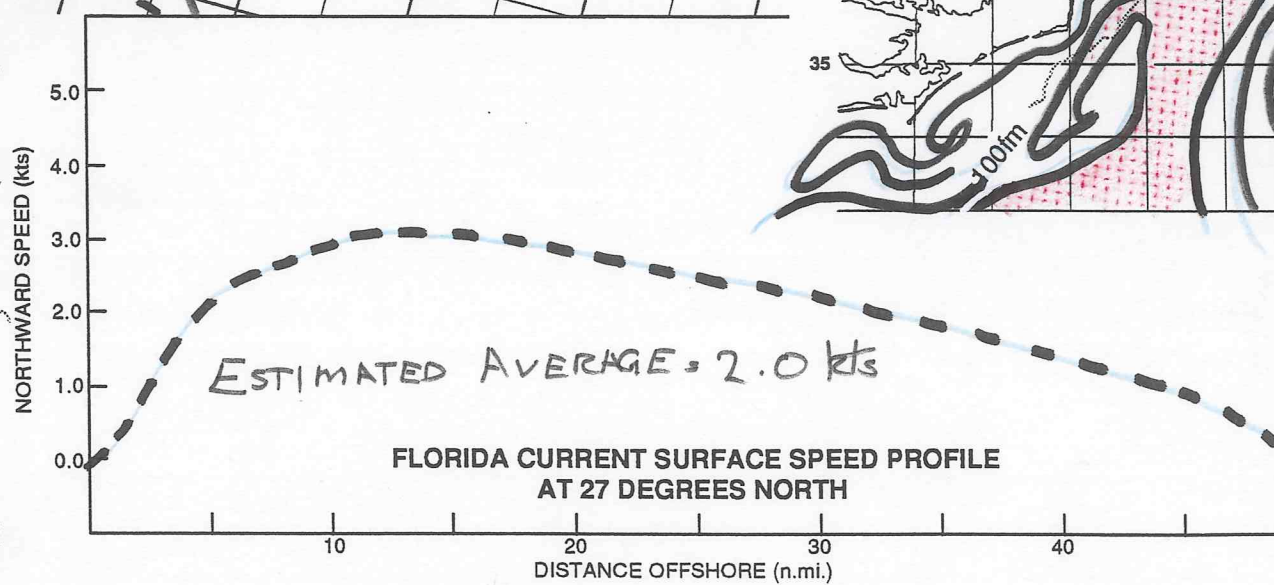 35
100fm
NORTHWARD SPEED (kts)
5.0
4.0
3.0
2.0
1.0
0.0
ESTIMATED AVERAGE = 2.0 kts
FLORIDA CURRENT SURFACE SPEED PROFILE
AT 27 DEGREES NORTH
10 20 30 40
DISTANCE OFFSHORE (n.mi.)